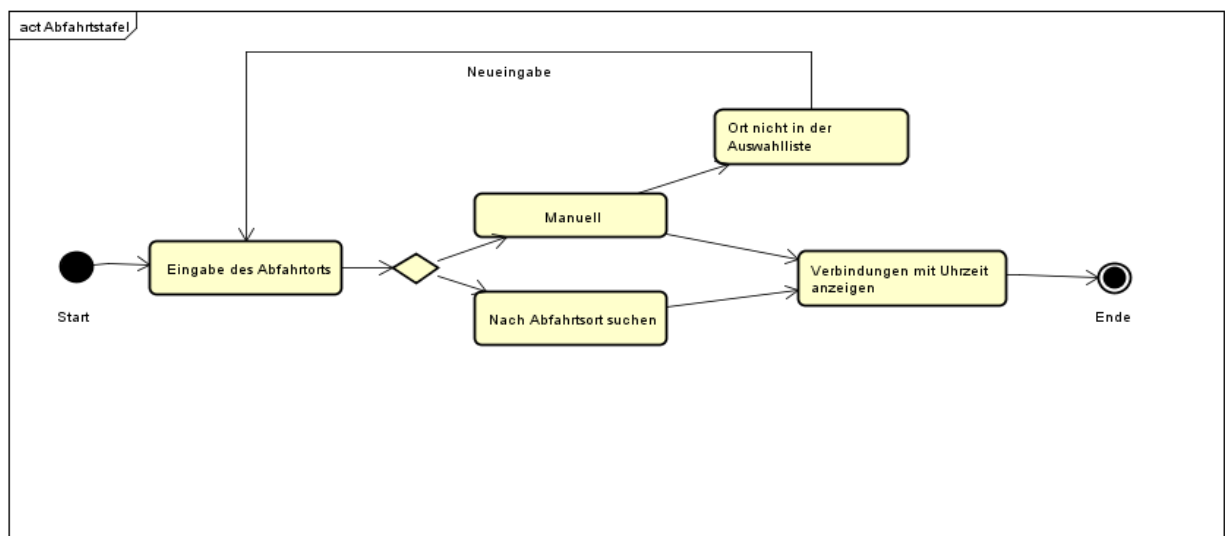 act Abfahrtstafel
Neueingabe
Ort nicht in der
Auswahlliste
Manuell
Eingabe des Abfahrtorts
Verbindungen mit Uhrzeit
anzeigen
Nach Abfahrtsort suchen
Start
Ende